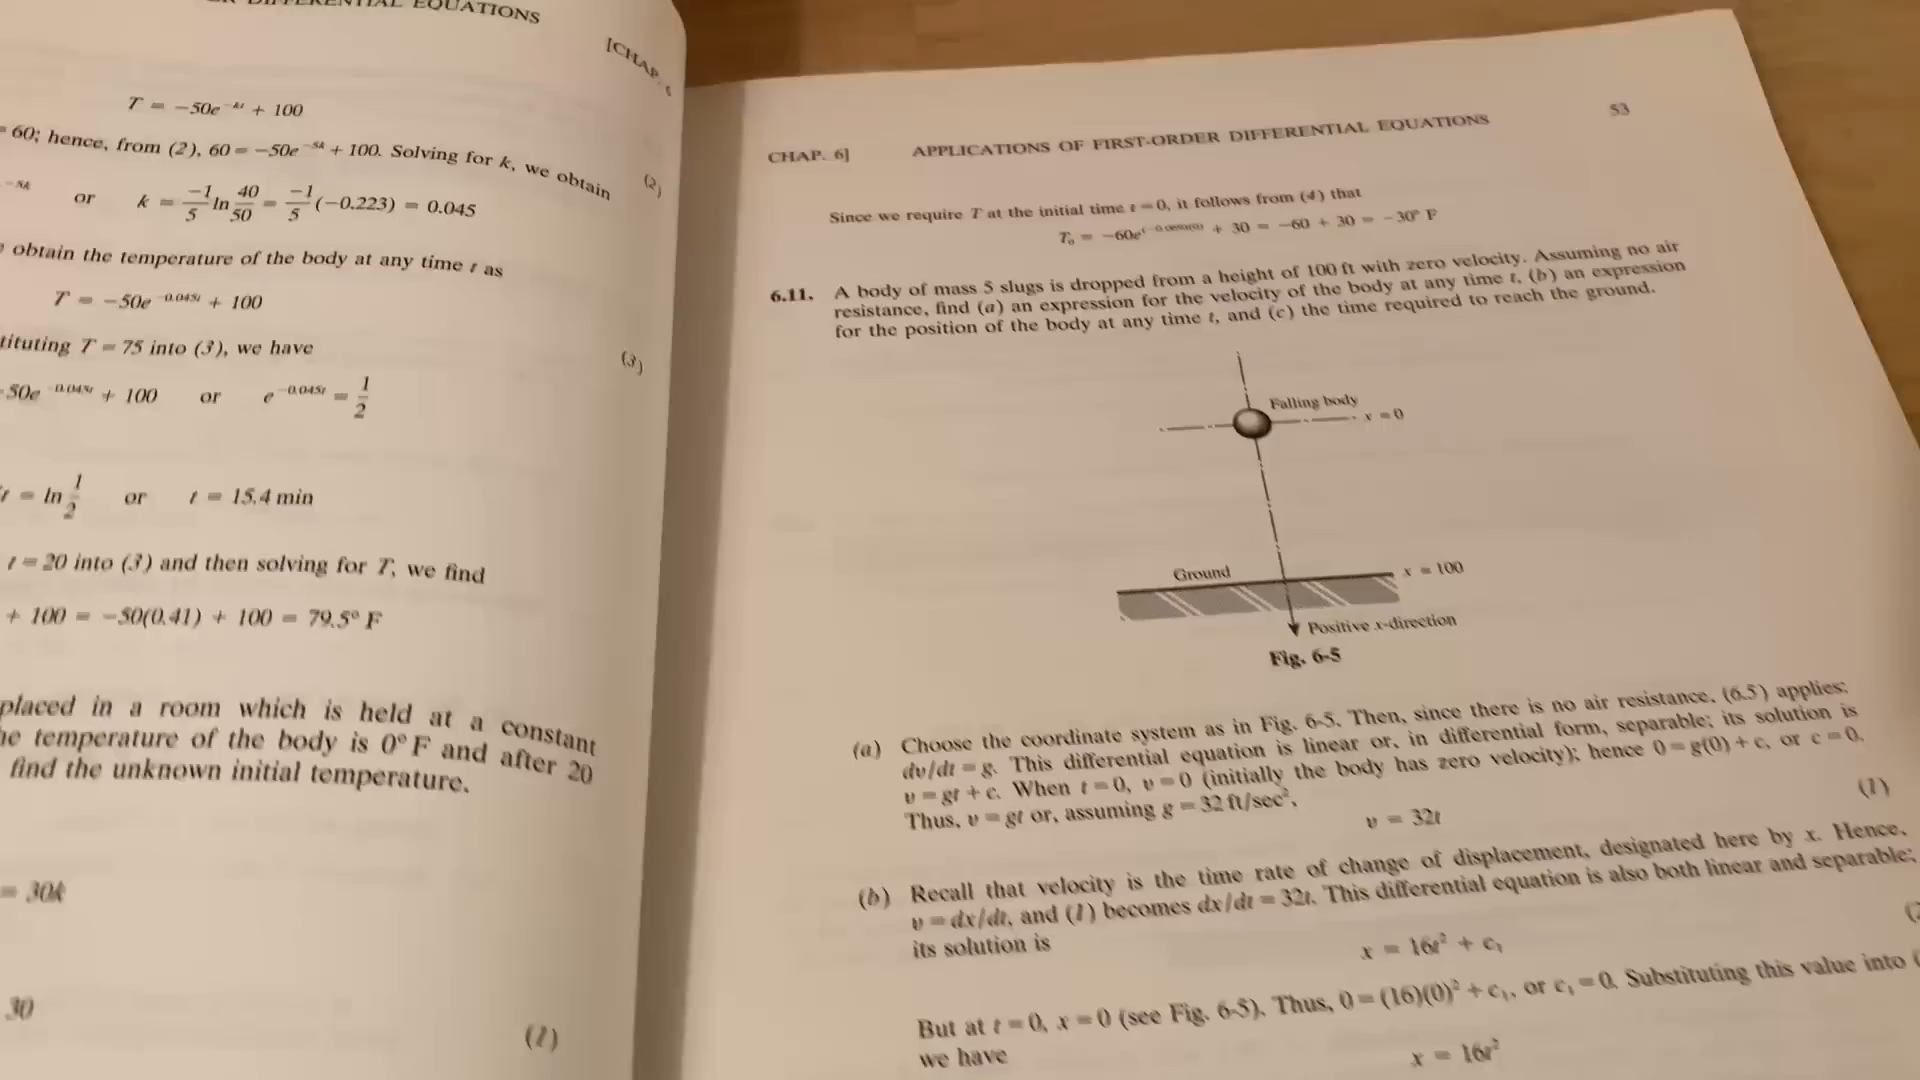 DIFFERENTIAL EQUATIONS
[CHAP. 6
T = −50e^−kt + 100
(2)
= 60; hence, from (2), 60 = −50e^−5k + 100. Solving for k, we obtain
−5k or k = −1/5 ln 40/50 = −1/5 (−0.223) = 0.045
obtain the temperature of the body at any time t as
T = −50e^−0.045t + 100
(3)
tituting T = 75 into (3), we have
50e^−0.045t + 100 or e^−0.045t = 1/2
t = ln 1/2 or t = 15.4 min
t = 20 into (3) and then solving for T, we find
+ 100 = −50(0.41) + 100 = 79.5° F
placed in a room which is held at a constant
he temperature of the body is 0° F and after 20
find the unknown initial temperature.
= 30k
30
(1)
CHAP. 6] APPLICATIONS OF FIRST-ORDER DIFFERENTIAL EQUATIONS 53
Since we require T at the initial time t = 0, it follows from (4) that
+ 30 = −60 + 30 = −30° F
6.11. A body of mass 5 slugs is dropped from a height of 100 ft with zero velocity. Assuming no air
resistance, find (a) an expression for the velocity of the body at any time t, (b) an expression
for the position of the body at any time t, and (c) the time required to reach the ground.
Falling body
x = 0
Ground
x = 100
Positive x-direction
Fig. 6-5
(a) Choose the coordinate system as in Fig. 6-5. Then, since there is no air resistance, (6.5) applies:
dv/dt = g. This differential equation is linear or, in differential form, separable; its solution is
v = gt + c. When t = 0, v = 0 (initially the body has zero velocity); hence 0 = g(0) + c, or c = 0.
Thus, v = gt or, assuming g = 32 ft/sec²,
v = 32t (1)
(b) Recall that velocity is the time rate of change of displacement, designated here by x. Hence,
v = dx/dt, and (1) becomes dx/dt = 32t. This differential equation is also both linear and separable;
its solution is
x = 16t² + c₁
But at t = 0, x = 0 (see Fig. 6-5). Thus, 0 = (16)(0)² + c₁, or c₁ = 0. Substituting this value into
we have
x = 16t²